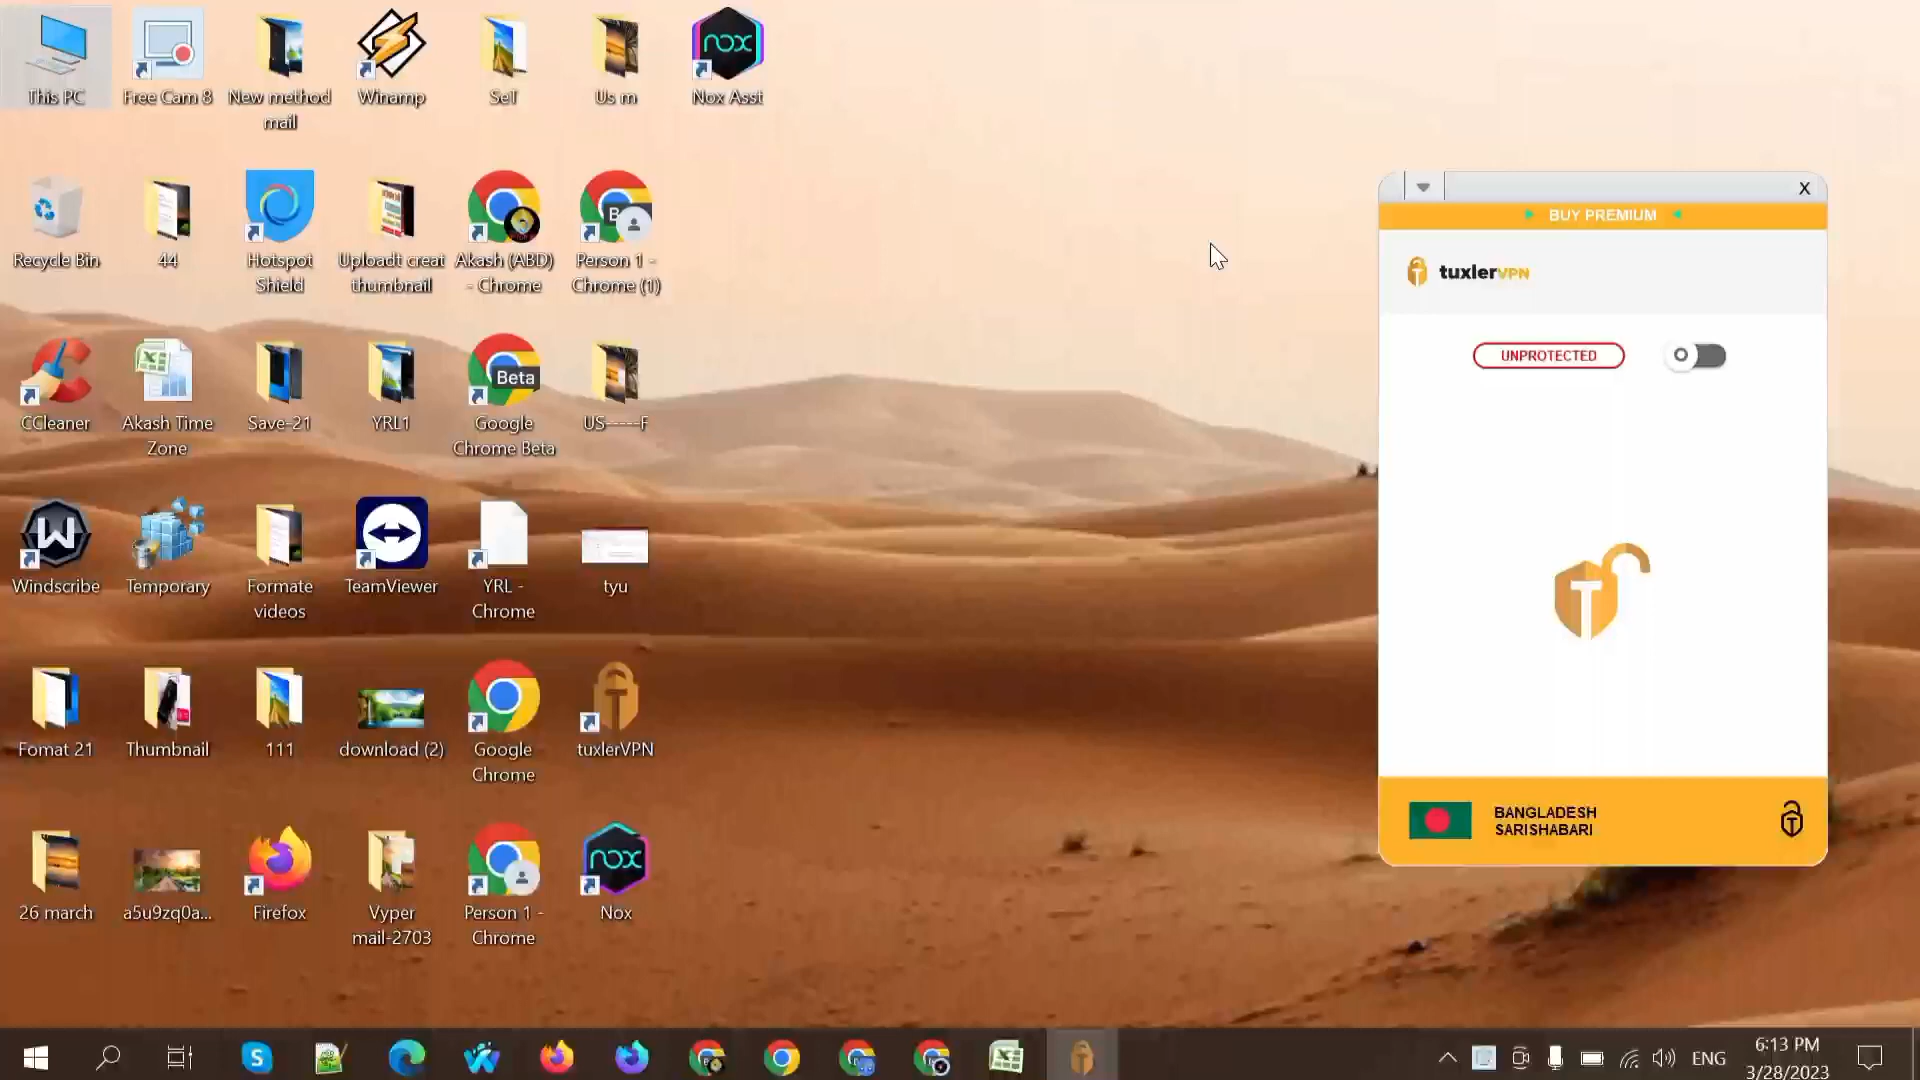 This PC
Free Cam 8
New method
mail
Winamp
SeT
Us m
nox
Nox Asst
Recycle Bin
44
Hotspot
Shield
Uploadt creat
thumbnail
Akash (ABD)
- Chrome
Person 1 -
Chrome (1)
CCleaner
Akash Time
Zone
Save-21
YRL1
Beta
Google
Chrome Beta
US-----F
W
Windscribe
Temporary
Formate
videos
TeamViewer
YRL -
Chrome
tyu
Fomat 21
Thumbnail
111
download (2)
Google
Chrome
T
tuxlerVPN
26 march
a5u9zq0a...
Firefox
Vyper
mail-2703
Person 1 -
Chrome
nox
Nox
X
BUY PREMIUM
tuxlerVPN
UNPROTECTED
T
BANGLADESH
SARISHABARI
ENG
6:13 PM
3/28/2023